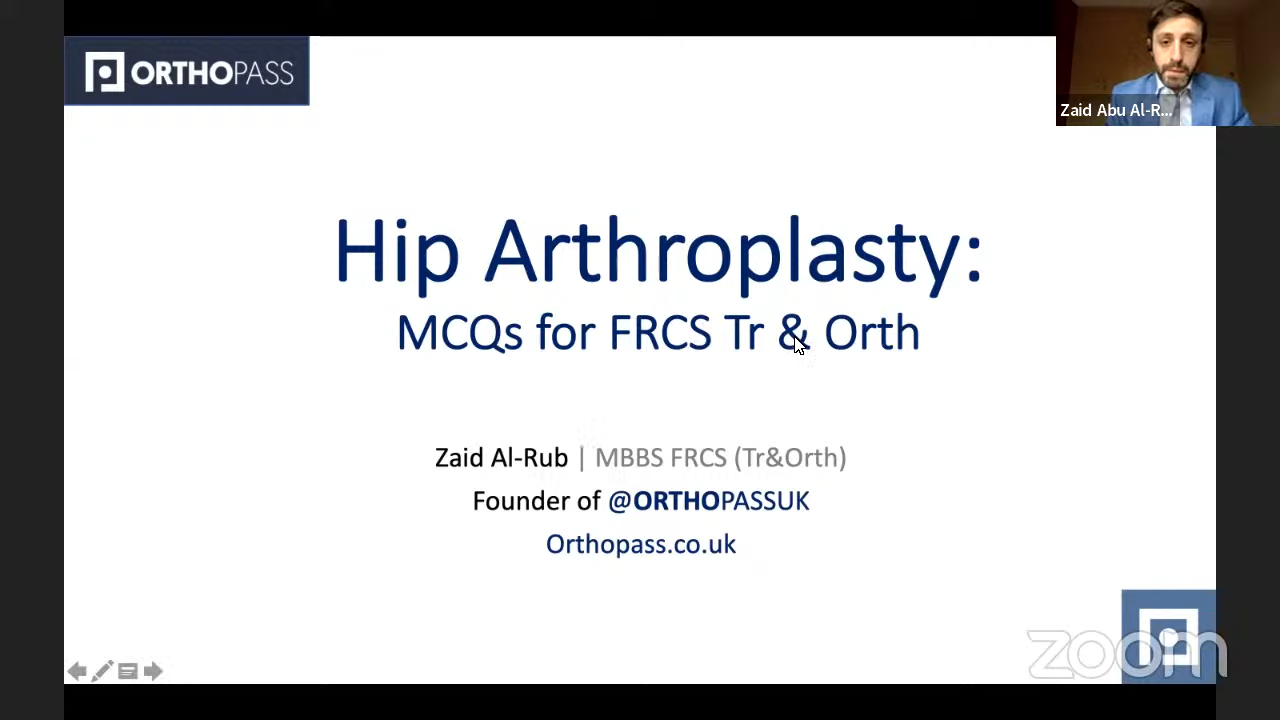 ORTHOPASS
Zaid Abu Al-R...
Hip Arthroplasty:
MCQs for FRCS Tr & Orth
Zaid Al-Rub | MBBS FRCS (Tr&Orth)
Founder of @ORTHOPASSUK
Orthopass.co.uk
zoom